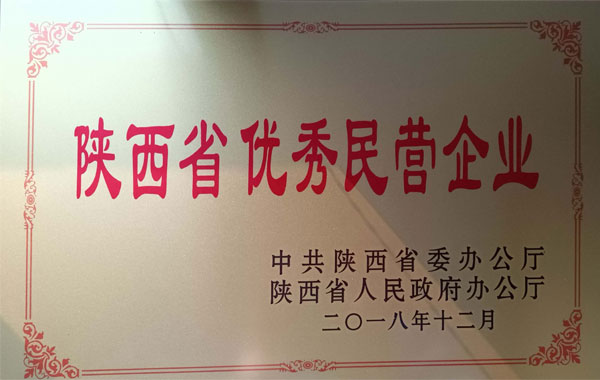 陕西省优秀民营企业
中共陕西省委办公厅
陕西省人民政府办公厅
二〇一八年十二月